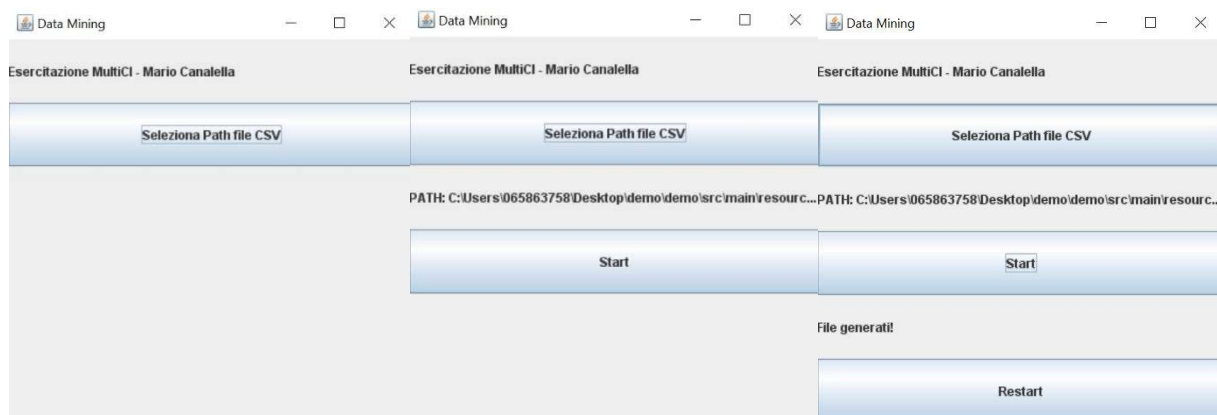 Data Mining
Esercitazione MultiCI - Mario Canalella
Seleziona Path file CSV
Data Mining
Esercitazione MultiCI - Mario Canalella
Seleziona Path file CSV
PATH: C:\Users\065863758\Desktop\demo\demo\src\main\resourc...
Start
Data Mining
Esercitazione MultiCI - Mario Canalella
Seleziona Path file CSV
PATH: C:\Users\065863758\Desktop\demo\demo\src\main\resourc...
Start
File generati!
Restart